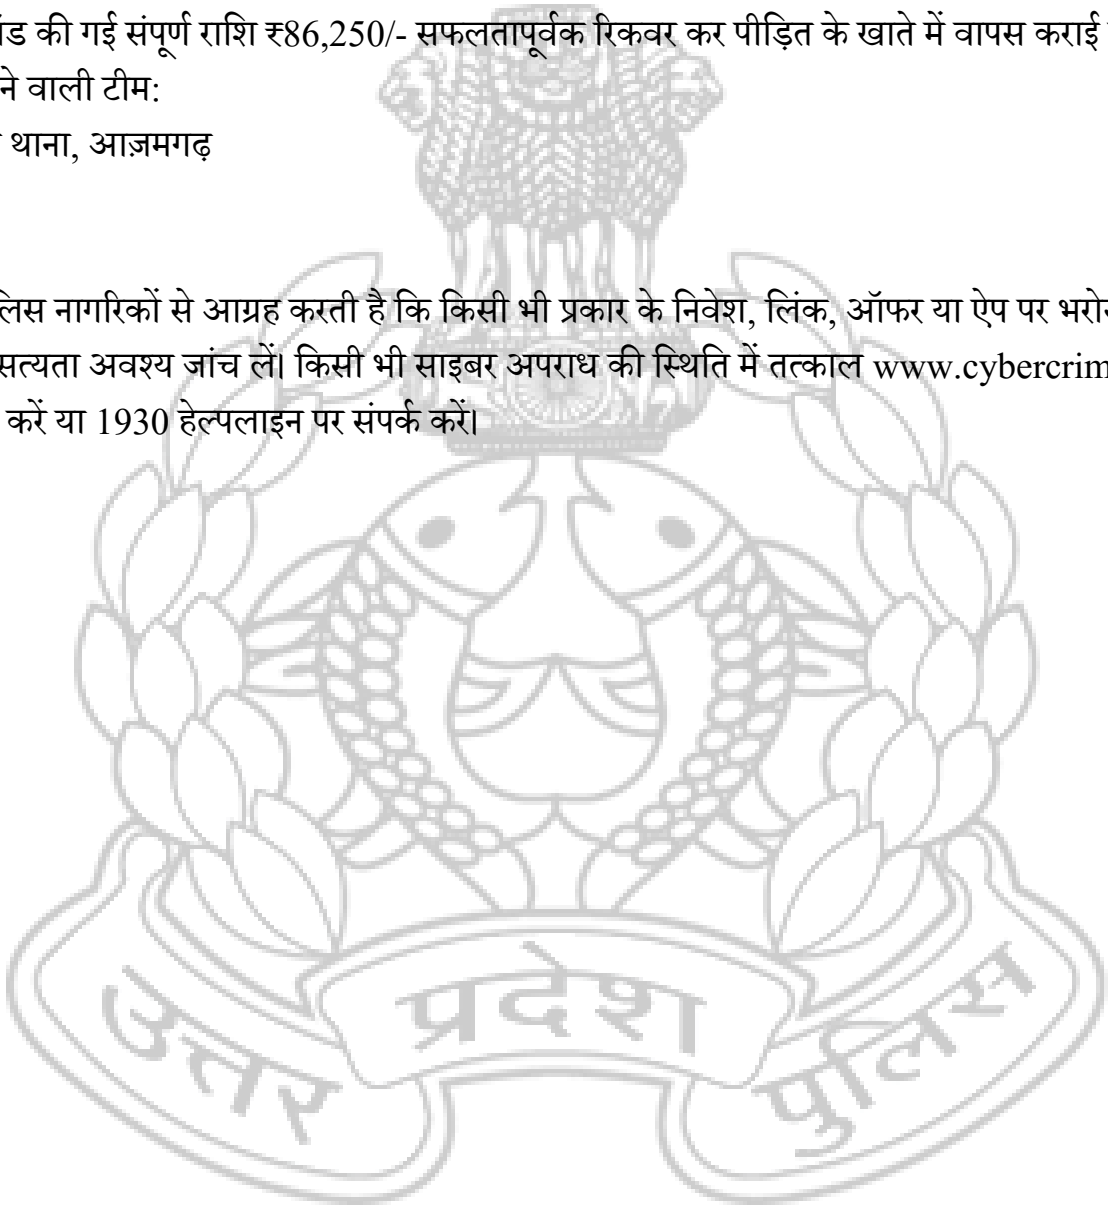 ंड की गई संपूर्ण राशि ₹86,250/- सफलतापूर्वक रिकवर कर पीड़ित के खाते में वापस कराई
ने वाली टीम:
थाना, आज़मगढ़
लिस नागरिकों से आग्रह करती है कि किसी भी प्रकार के निवेश, लिंक, ऑफर या ऐप पर भरो
सत्यता अवश्य जांच लें। किसी भी साइबर अपराध की स्थिति में तत्काल www.cybercrim
करें या 1930 हेल्पलाइन पर संपर्क करें।
उत्तर प्रदेश पुलिस